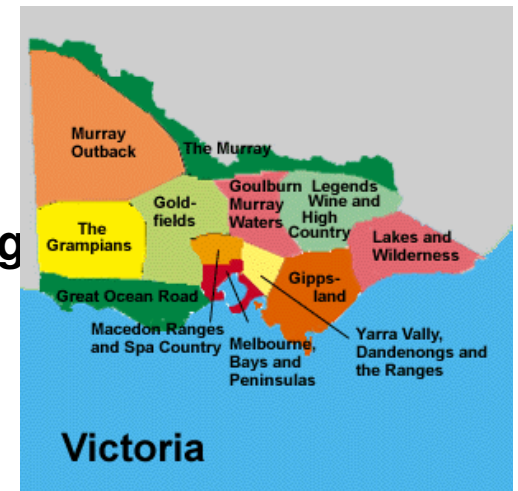 Murray
Outback
The Murray
Gold-
fields
Goulburn
Murray
Waters
Legends
Wine and
High
Country
The
Grampians
g
Lakes and
Wilderness
Gipps-
land
Great Ocean Road
Macedon Ranges
and Spa Country
Melbourne,
Bays and
Peninsulas
Yarra Vally,
Dandenongs and
the Ranges
Victoria